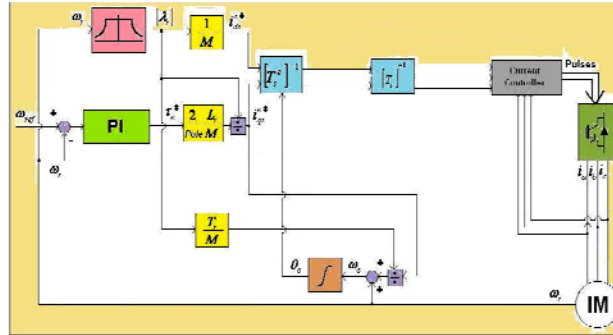 ω_r
|λ_r|
1
M
i_ds^e*
[T_s^e]^-1
[T_s]^-1
Current
Controller
Pulses
ω_ref
+
-
PI
τ_e*
2 L_r
Pole M
÷
i_qs^e*
ω_r
i_a i_b i_c
T_r
M
θ_e
∫
ω_e
+
+
÷
ω_r
IM